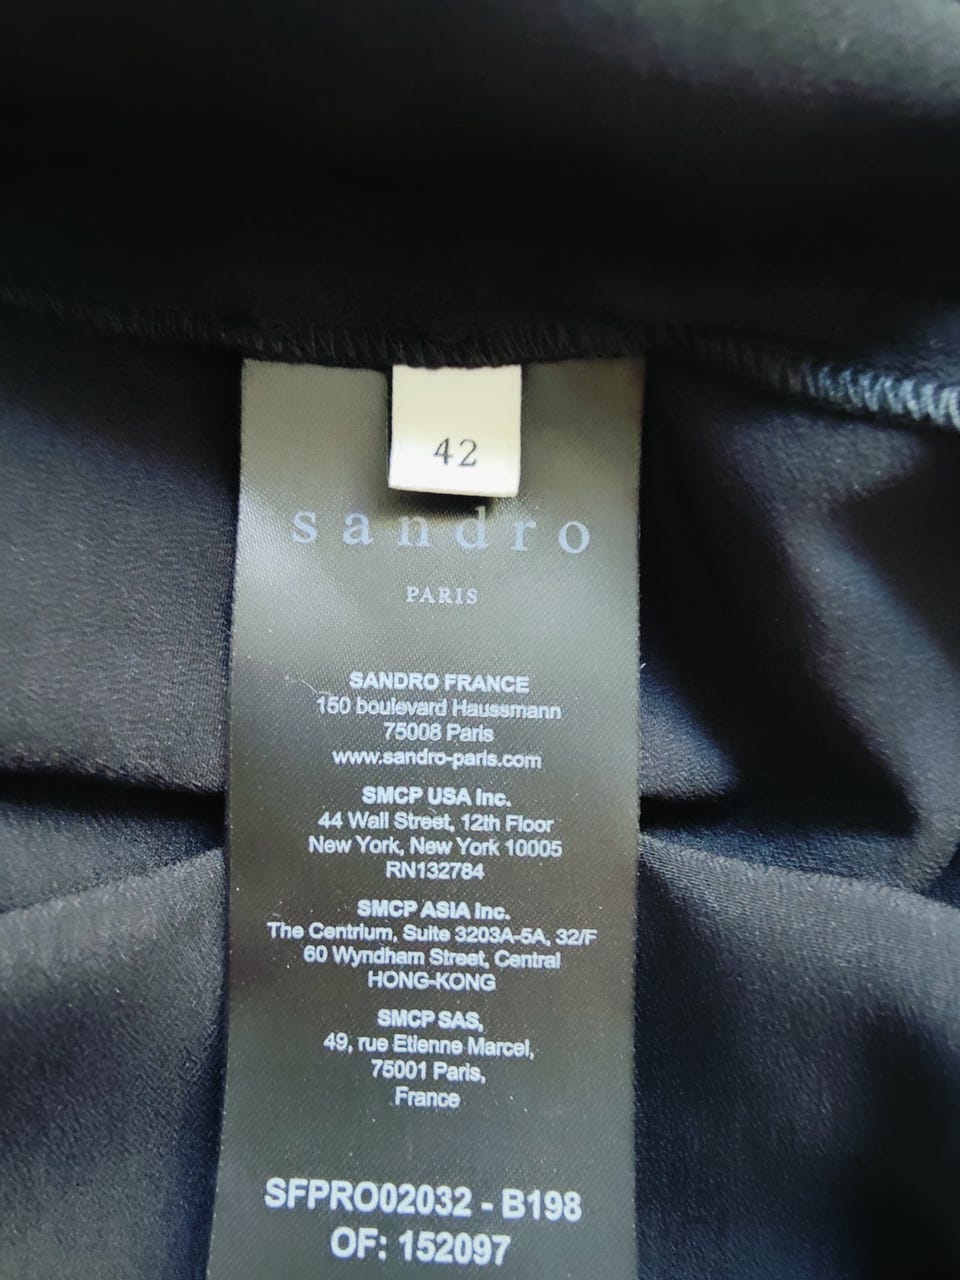 42
sandro
PARIS
SANDRO FRANCE
150 boulevard Haussmann
75008 Paris
www.sandro-paris.com
SMCP USA Inc.
44 Wall Street, 12th Floor
New York, New York 10005
RN132784
SMCP ASIA Inc.
The Centrium, Suite 3203A-5A, 32/F
60 Wyndham Street, Central
HONG-KONG
SMCP SAS,
49, rue Etienne Marcel,
75001 Paris,
France
SFPRO02032 - B198
OF: 152097